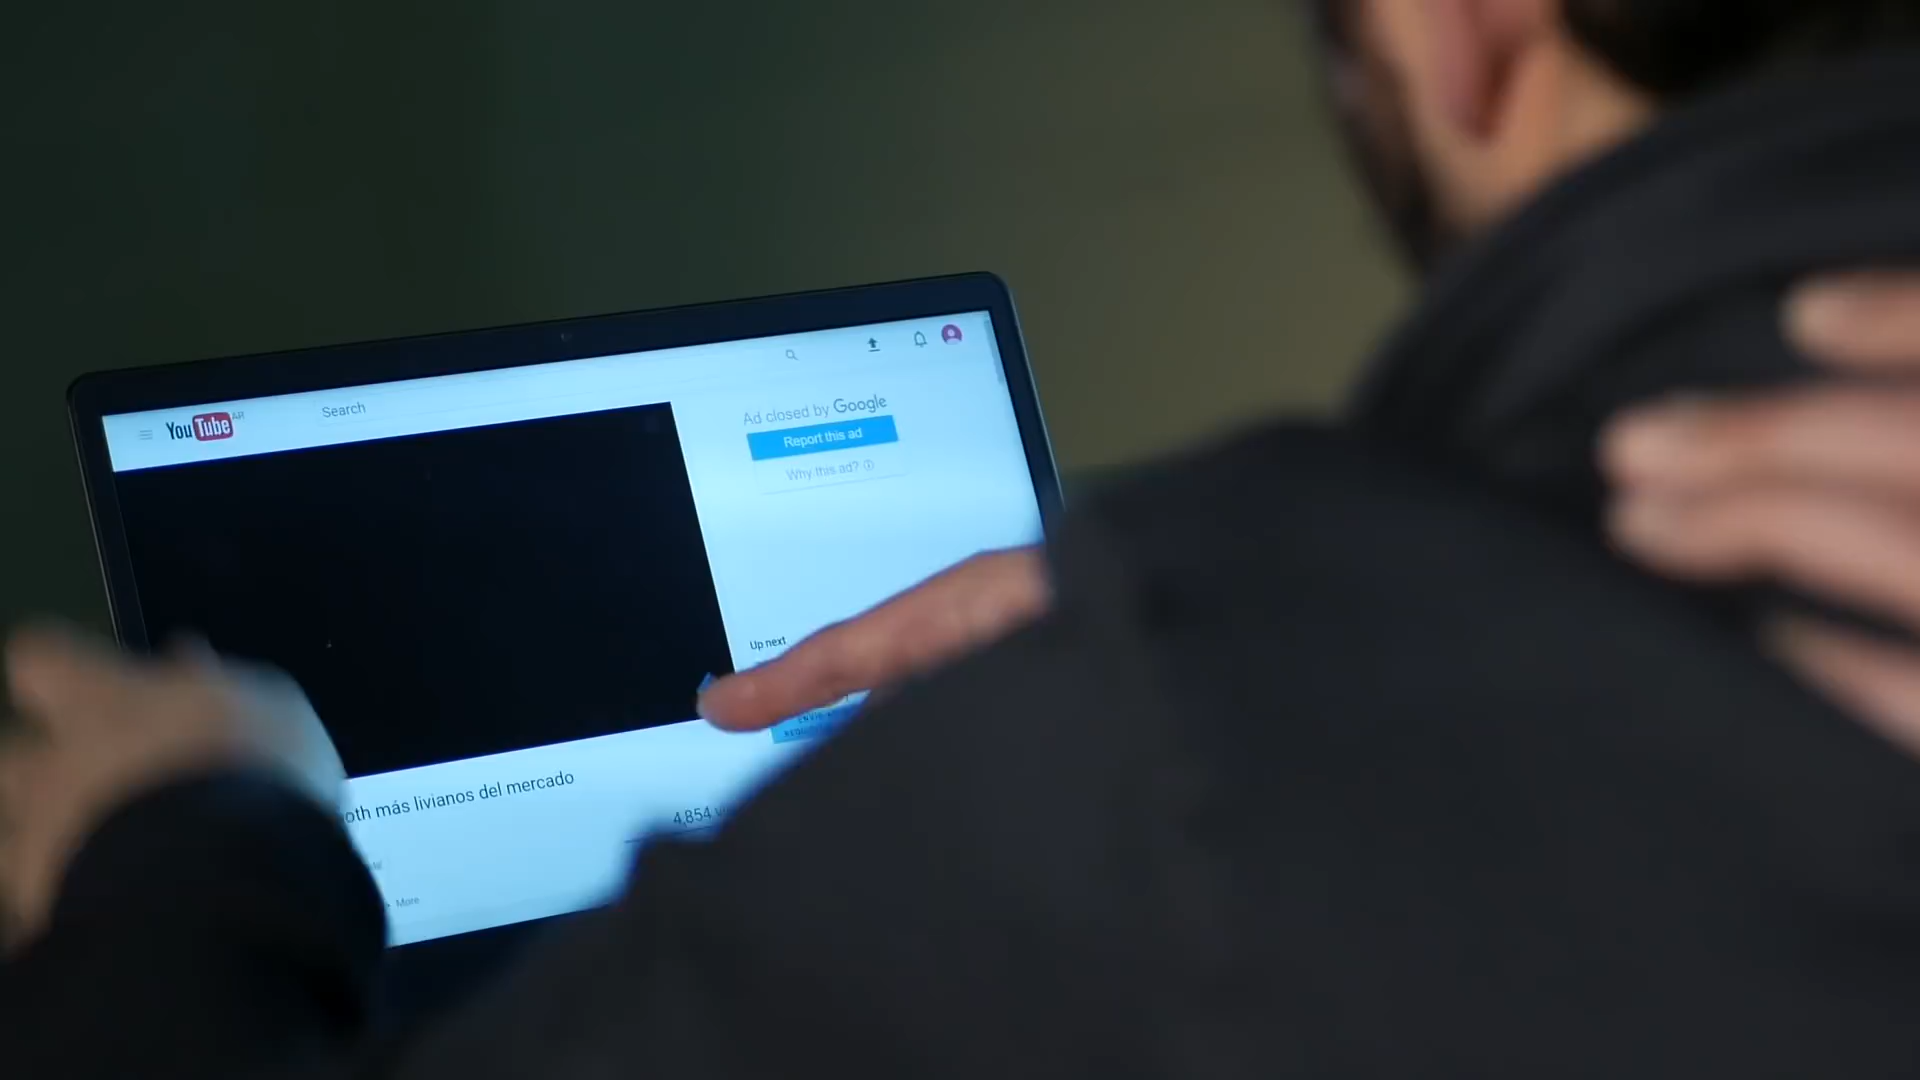 YouTube AR
Search
Ad closed by Google
Report this ad
Why this ad?
Up next
más livianos del mercado
4,854
More